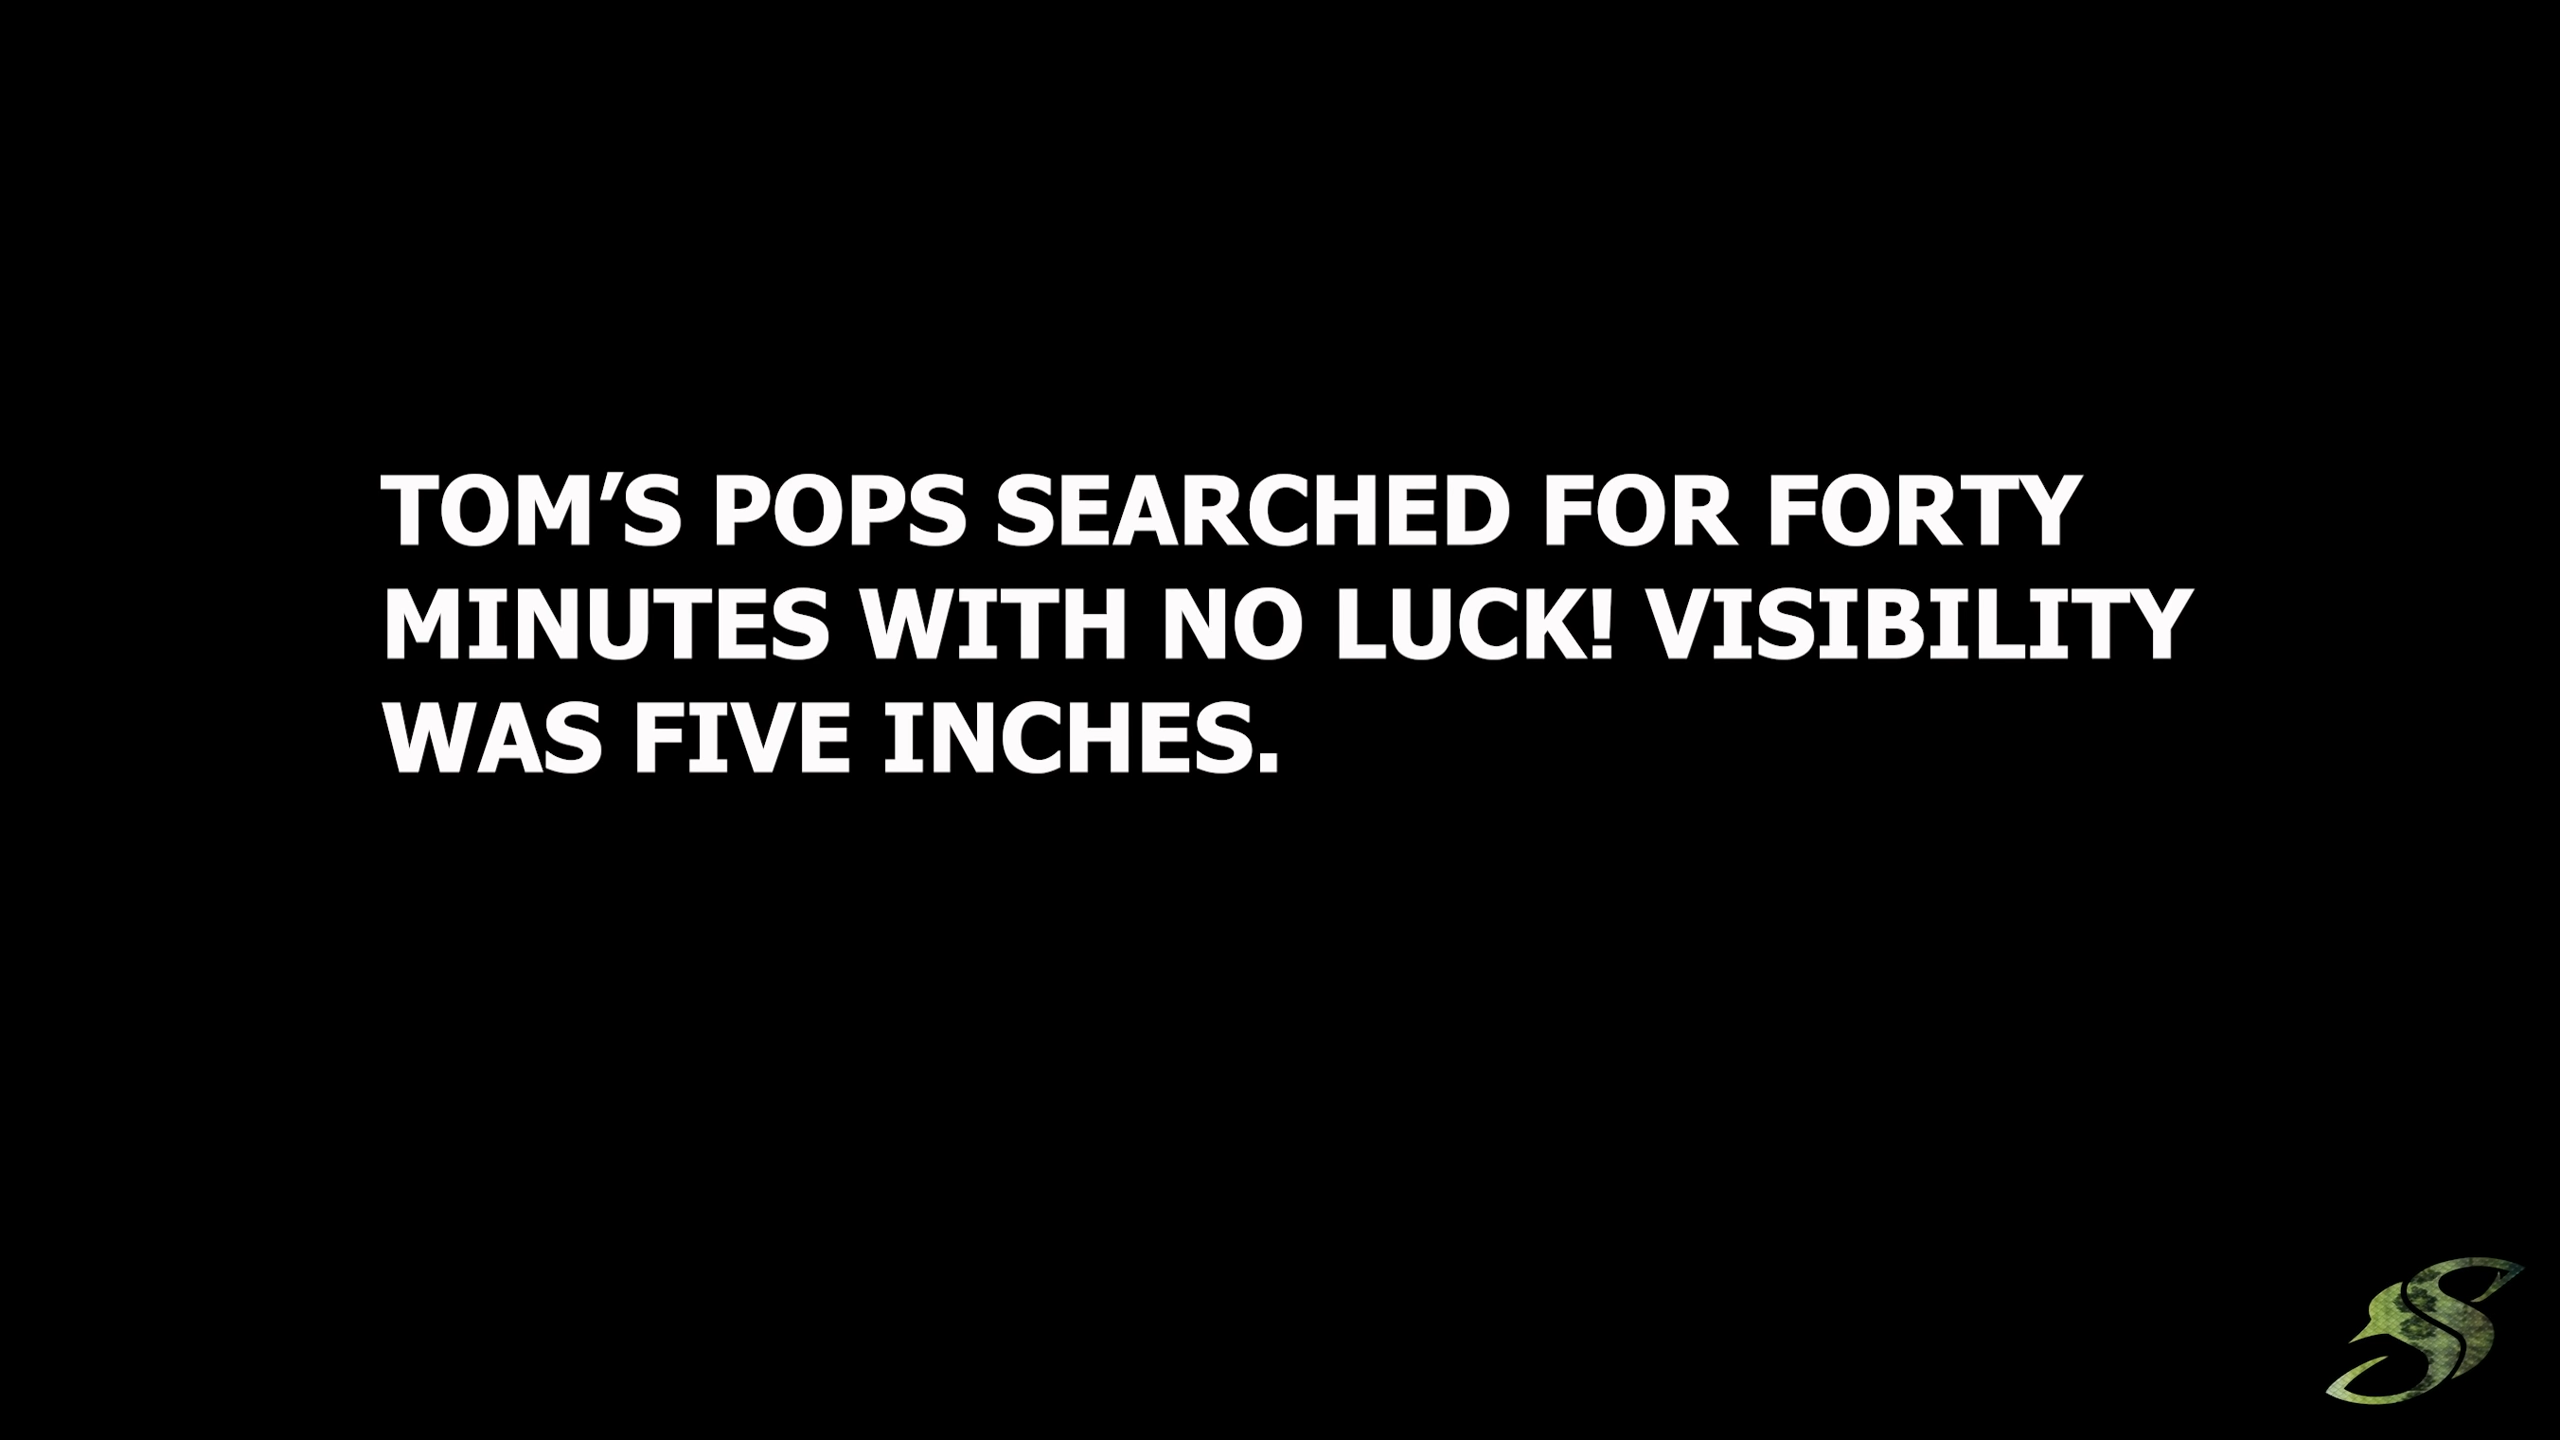 TOM’S POPS SEARCHED FOR FORTY
MINUTES WITH NO LUCK! VISIBILITY
WAS FIVE INCHES.